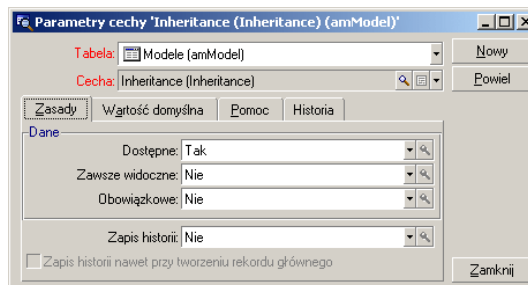 Parametry cechy 'Inheritance (Inheritance) (amModel)'
Tabela: Modele (amModel)
Nowy
Cecha: Inheritance (Inheritance)
Powiel
Zasady Wartość domyślna Pomoc Historia
Dane
Dostępne: Tak
Zawsze widoczne: Nie
Obowiązkowe: Nie
Zapis historii: Nie
Zapis historii nawet przy tworzeniu rekordu głównego
Zamknij